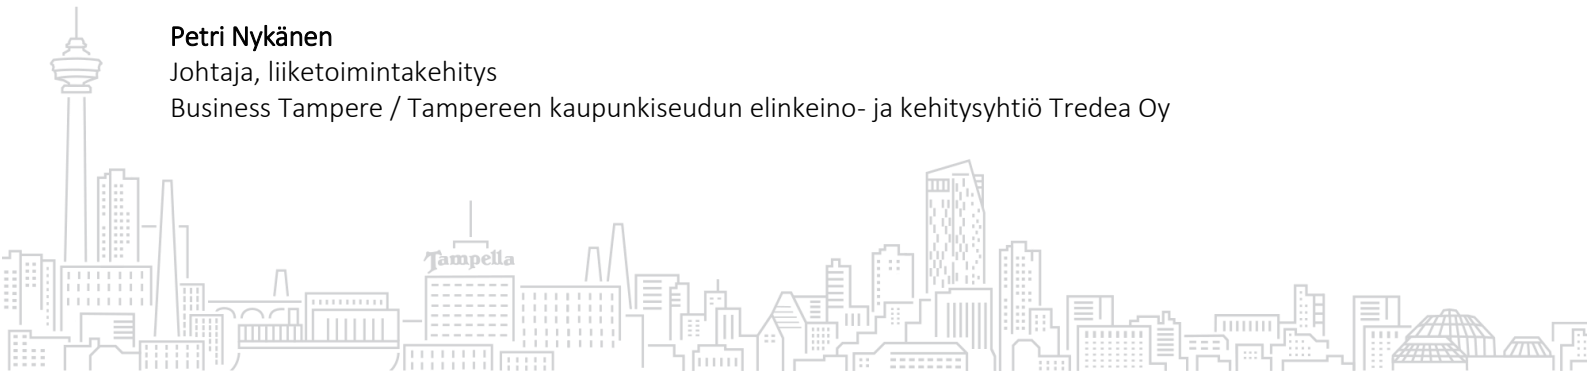 Petri Nykänen
Johtaja, liiketoimintakehitys
Business Tampere / Tampereen kaupunkiseudun elinkeino- ja kehitysyhtiö Tredea Oy
Tampella